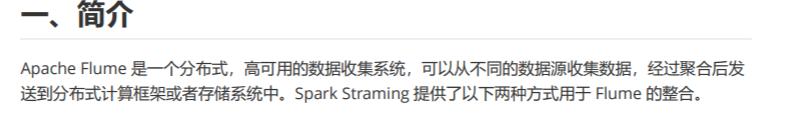 一、简介
Apache Flume 是一个分布式，高可用的数据收集系统，可以从不同的数据源收集数据，经过聚合后发
送到分布式计算框架或者存储系统中。Spark Straming 提供了以下两种方式用于 Flume 的整合。